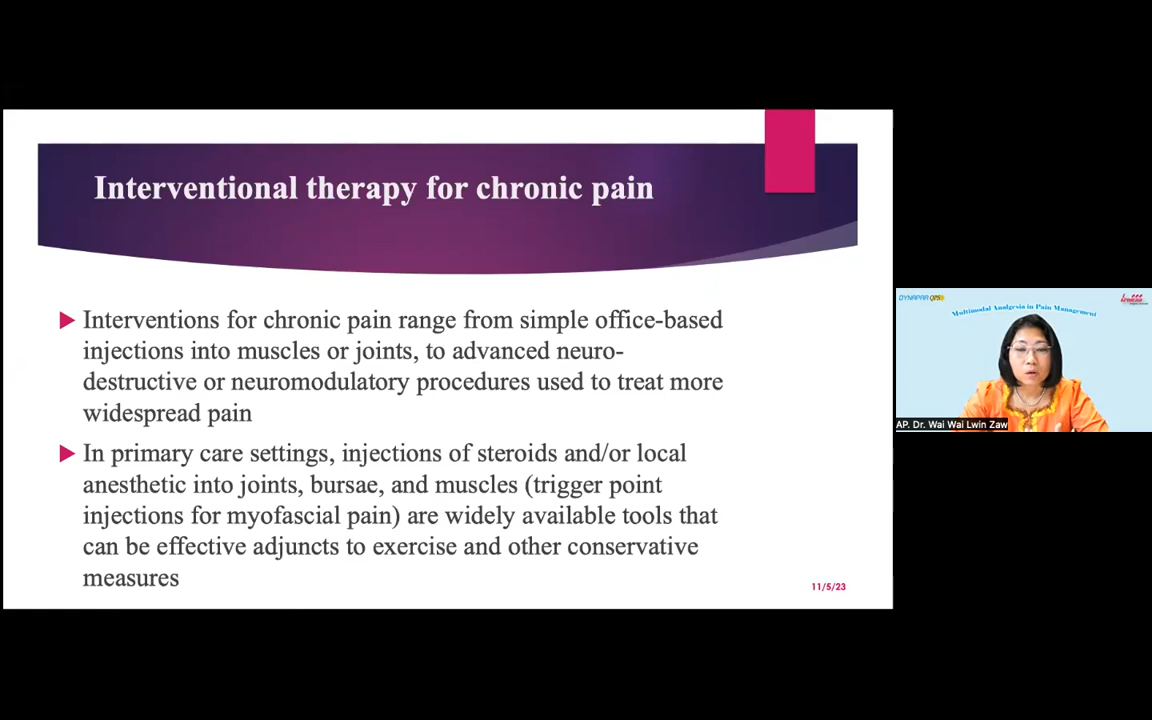 Interventional therapy for chronic pain
Interventions for chronic pain range from simple office-based
injections into muscles or joints, to advanced neuro-
destructive or neuromodulatory procedures used to treat more
widespread pain
In primary care settings, injections of steroids and/or local
anesthetic into joints, bursae, and muscles (trigger point
injections for myofascial pain) are widely available tools that
can be effective adjuncts to exercise and other conservative
measures
11/5/23
DYNAPAR QPS
Multimodal Analgesia in Pain Management
AP. Dr. Wai Wai Lwin Zaw